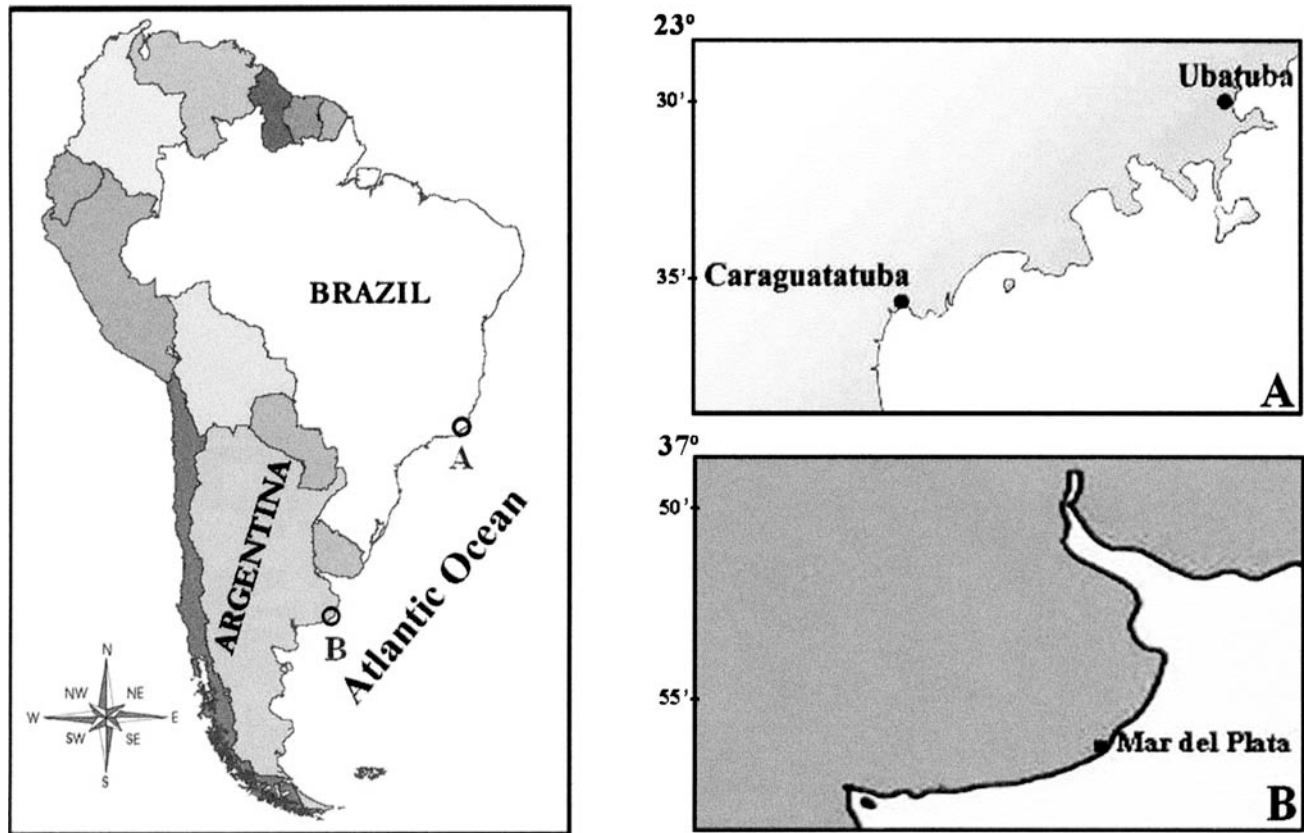 BRAZIL
ARGENTINA
Atlantic Ocean
A
B
N
NW
NE
W
E
SW
SE
S
23º
30'
35'
Ubatuba
Caraguatatuba
A
37º
50'
55'
Mar del Plata
B